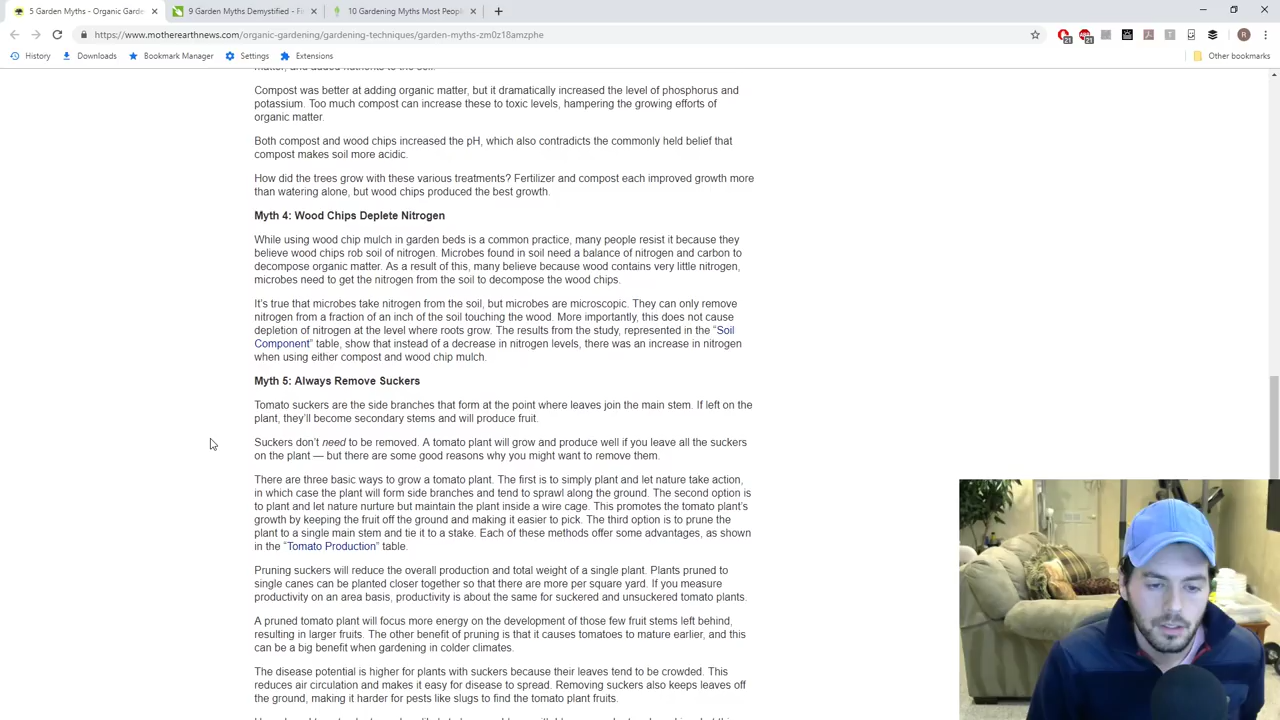 5 Garden Myths - Organic Garde
9 Garden Myths Demystified - Fi
10 Gardening Myths Most People
https://www.motherearthnews.com/organic-gardening/gardening-techniques/garden-myths-zm0z18amzphe
21
21
R
History
Downloads
Bookmark Manager
Settings
Extensions
Other bookmarks
matter, and added nutrients to the soil.
Compost was better at adding organic matter, but it dramatically increased the level of phosphorus and
potassium. Too much compost can increase these to toxic levels, hampering the growing efforts of
organic matter.
Both compost and wood chips increased the pH, which also contradicts the commonly held belief that
compost makes soil more acidic.
How did the trees grow with these various treatments? Fertilizer and compost each improved growth more
than watering alone, but wood chips produced the best growth.
Myth 4: Wood Chips Deplete Nitrogen
While using wood chip mulch in garden beds is a common practice, many people resist it because they
believe wood chips rob soil of nitrogen. Microbes found in soil need a balance of nitrogen and carbon to
decompose organic matter. As a result of this, many believe because wood contains very little nitrogen,
microbes need to get the nitrogen from the soil to decompose the wood chips.
It's true that microbes take nitrogen from the soil, but microbes are microscopic. They can only remove
nitrogen from a fraction of an inch of the soil touching the wood. More importantly, this does not cause
depletion of nitrogen at the level where roots grow. The results from the study, represented in the “Soil
Component” table, show that instead of a decrease in nitrogen levels, there was an increase in nitrogen
when using either compost and wood chip mulch.
Myth 5: Always Remove Suckers
Tomato suckers are the side branches that form at the point where leaves join the main stem. If left on the
plant, they'll become secondary stems and will produce fruit.
Suckers don't need to be removed. A tomato plant will grow and produce well if you leave all the suckers
on the plant — but there are some good reasons why you might want to remove them.
There are three basic ways to grow a tomato plant. The first is to simply plant and let nature take action,
in which case the plant will form side branches and tend to sprawl along the ground. The second option is
to plant and let nature nurture but maintain the plant inside a wire cage. This promotes the tomato plant's
growth by keeping the fruit off the ground and making it easier to pick. The third option is to prune the
plant to a single main stem and tie it to a stake. Each of these methods offer some advantages, as shown
in the “Tomato Production” table.
Pruning suckers will reduce the overall production and total weight of a single plant. Plants pruned to
single canes can be planted closer together so that there are more per square yard. If you measure
productivity on an area basis, productivity is about the same for suckered and unsuckered tomato plants.
A pruned tomato plant will focus more energy on the development of those few fruit stems left behind,
resulting in larger fruits. The other benefit of pruning is that it causes tomatoes to mature earlier, and this
can be a big benefit when gardening in colder climates.
The disease potential is higher for plants with suckers because their leaves tend to be crowded. This
reduces air circulation and makes it easy for disease to spread. Removing suckers also keeps leaves off
the ground, making it harder for pests like slugs to find the tomato plant fruits.